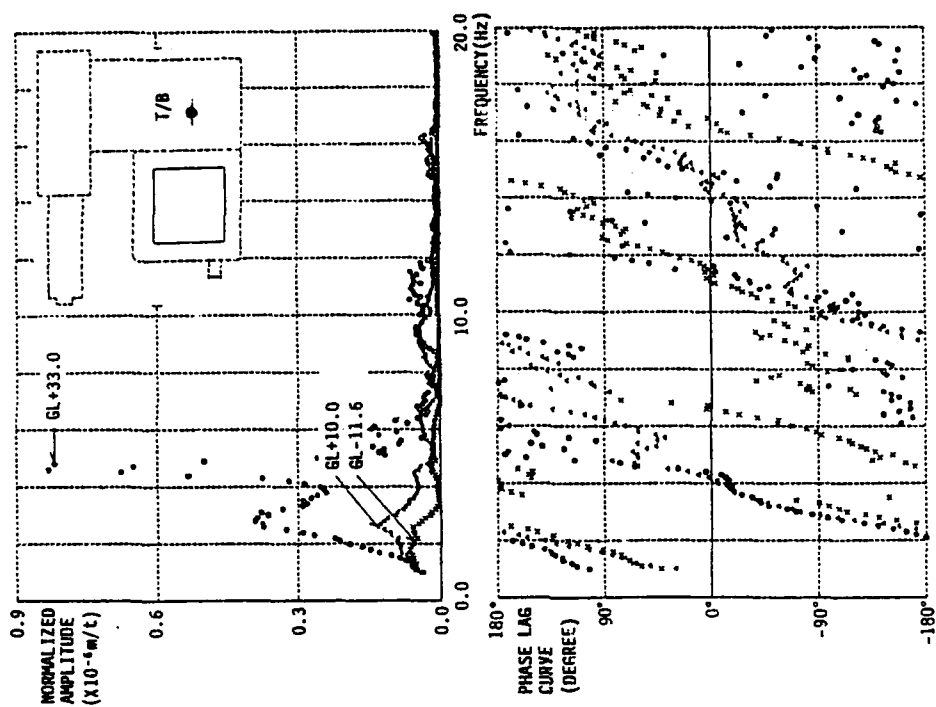 0.9
NORMALIZED
AMPLITUDE
(X10⁻⁶m/t)
0.6
0.3
0.0
GL+33.0
GL+10.0
GL-11.6
T/B
0.0
10.0
20.0
FREQUENCY(Hz)
180°
PHASE LAG
CURVE
(DEGREE)
90°
0°
-90°
-180°